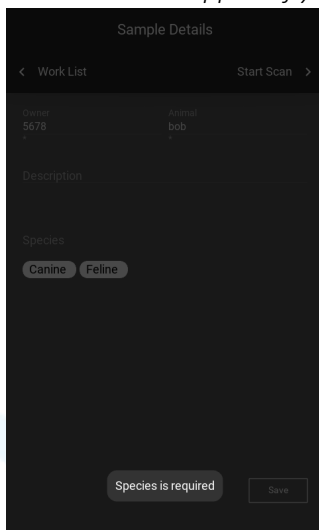 Sample Details
Work List
Start Scan
Owner
Animal
5678
bob
*
*
Description
Species
Canine
Feline
Species is required
Save